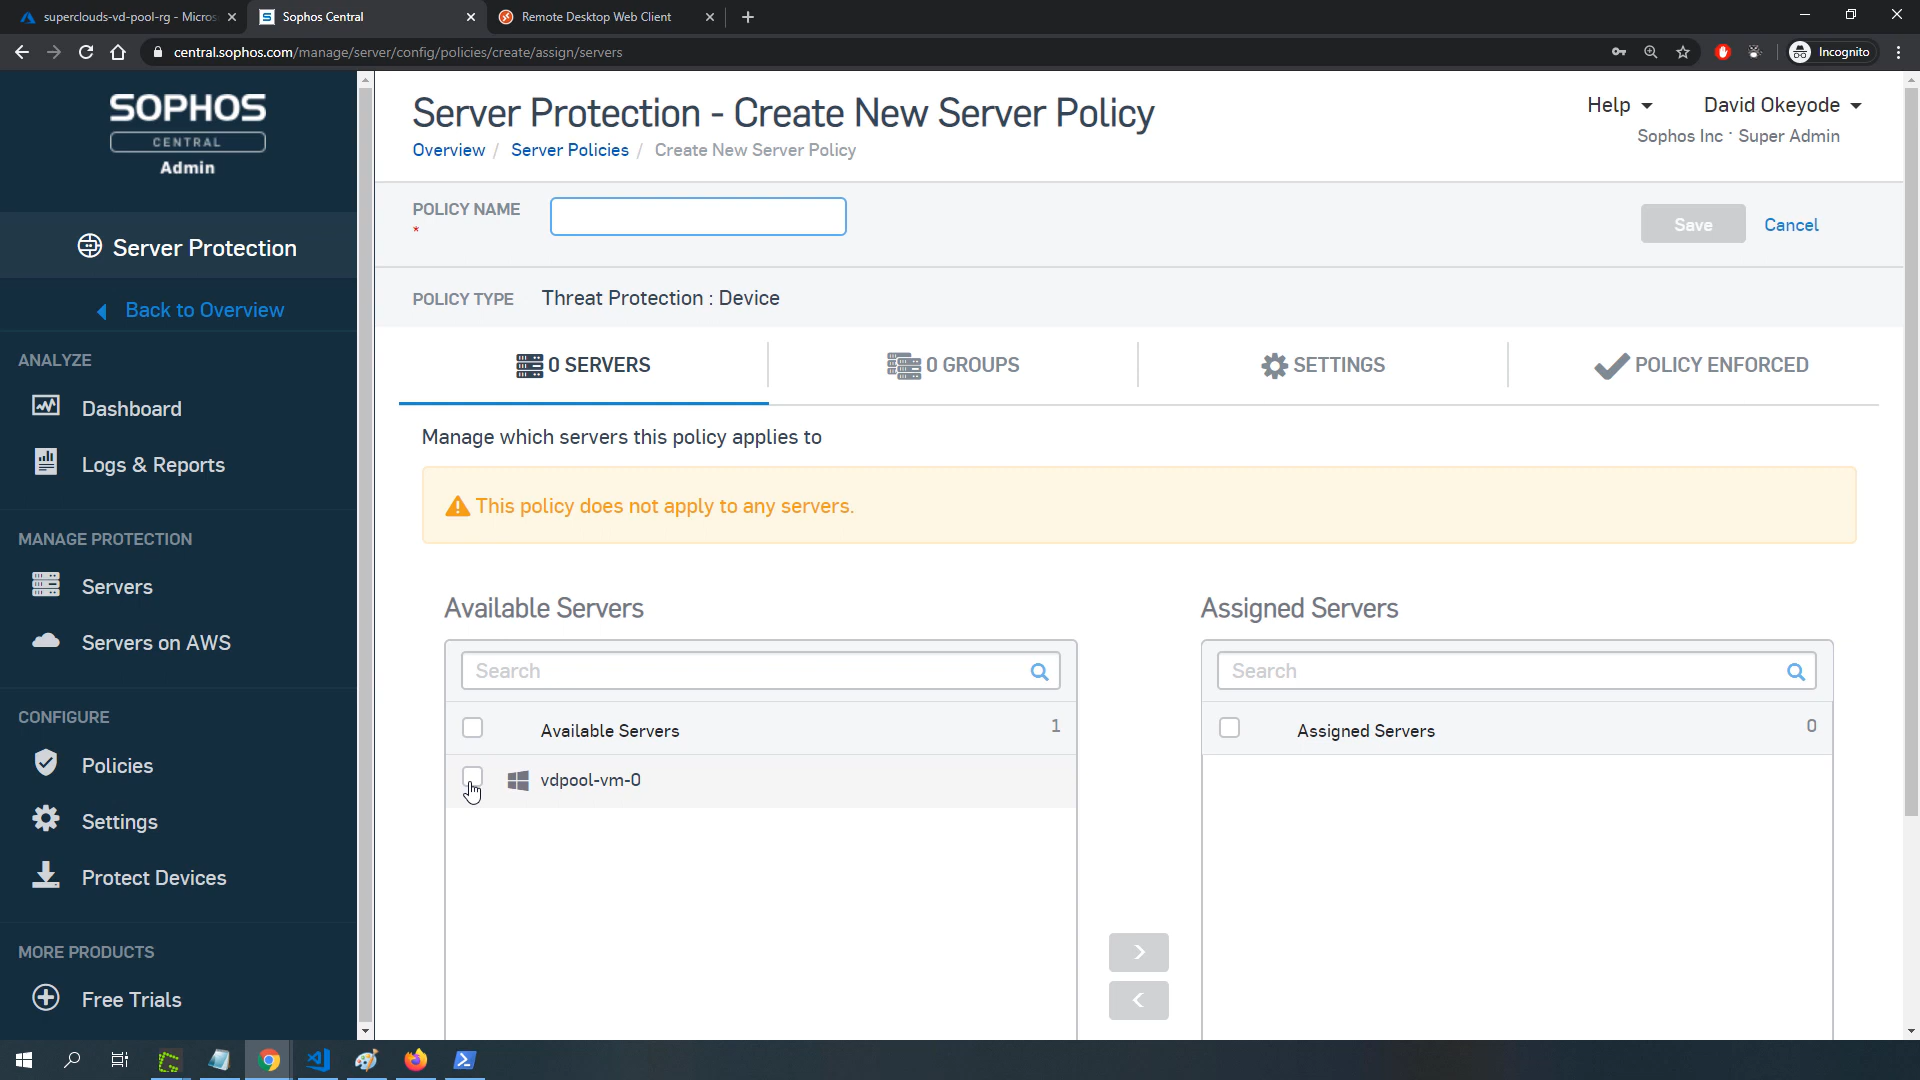 superclouds-vd-pool-rg - Micros
Sophos Central
Remote Desktop Web Client
central.sophos.com/manage/server/config/policies/create/assign/servers
Incognito
SOPHOS
CENTRAL
Admin
Server Protection
Back to Overview
ANALYZE
Dashboard
Logs & Reports
MANAGE PROTECTION
Servers
Servers on AWS
CONFIGURE
Policies
Settings
Protect Devices
MORE PRODUCTS
Free Trials
Server Protection - Create New Server Policy
Overview / Server Policies / Create New Server Policy
Help
David Okeyode
Sophos Inc · Super Admin
POLICY NAME
*
Save
Cancel
POLICY TYPE Threat Protection : Device
0 SERVERS
0 GROUPS
SETTINGS
POLICY ENFORCED
Manage which servers this policy applies to
This policy does not apply to any servers.
Available Servers
Search
Available Servers 1
vdpool-vm-0
>
<
Assigned Servers
Search
Assigned Servers 0